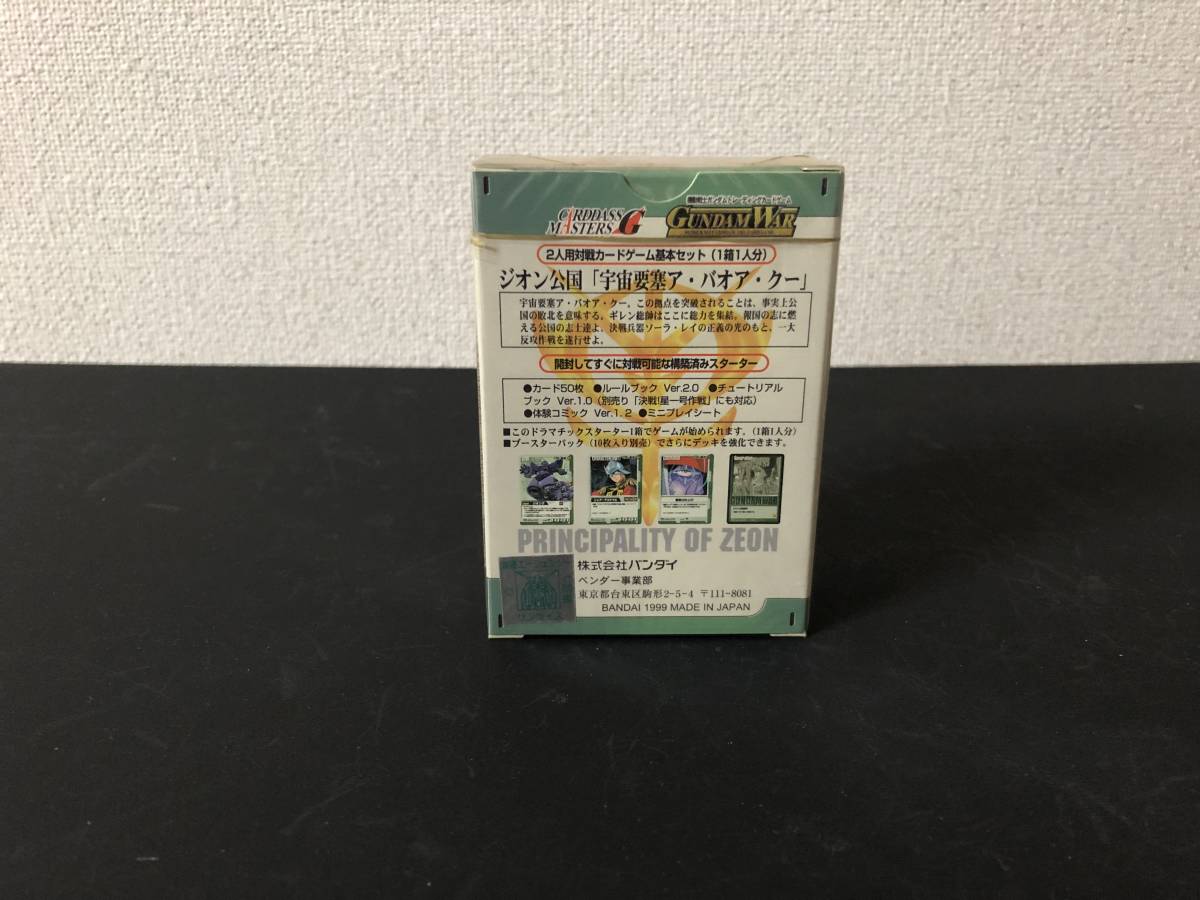 CARDDASS
MASTERS G
機動戦士ガンダムトレーディングカードゲーム
GUNDAM WAR
2人用対戦カードゲーム基本セット(1箱1人分)
ジオン公国「宇宙要塞ア・バオア・クー」
宇宙要塞ア・バオア・クー。この拠点を突破されることは、事実上公
国の敗北を意味する。ギレン総帥はここに総力を集結。報国の志に燃
える公国の志士達よ、決戦兵器ソーラ・レイの正義の光のもと、一大
反攻作戦を遂行せよ。
開封してすぐに対戦可能な構築済みスターター
●カード50枚 ●ルールブック Ver.2.0 ●チュートリアル
ブック Ver.1.0(別売り「決戦!星一号作戦」にも対応)
●体験コミック Ver.1.2 ●ミニプレイシート
■このドラマチックスターター1箱でゲームが始められます。(1箱1人分)
■ブースターパック(10枚入り別売)でさらにデッキを強化できます。
PRINCIPALITY OF ZEON
株式会社バンダイ
ベンダー事業部
東京都台東区駒形2-5-4 〒111-8081
BANDAI 1999 MADE IN JAPAN